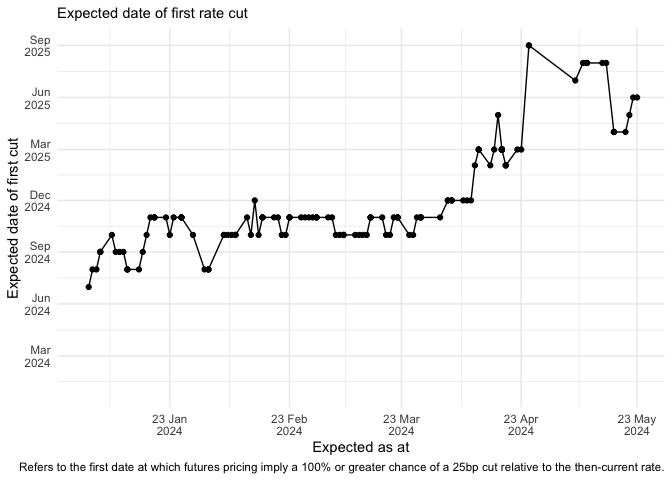 Expected date of first rate cut
Expected date of first cut
Sep
2025
Jun
2025
Mar
2025
Dec
2024
Sep
2024
Jun
2024
Mar
2024
23 Jan
2024
23 Feb
2024
23 Mar
2024
23 Apr
2024
23 May
2024
Expected as at
Refers to the first date at which futures pricing imply a 100% or greater chance of a 25bp cut relative to the then-current rate.